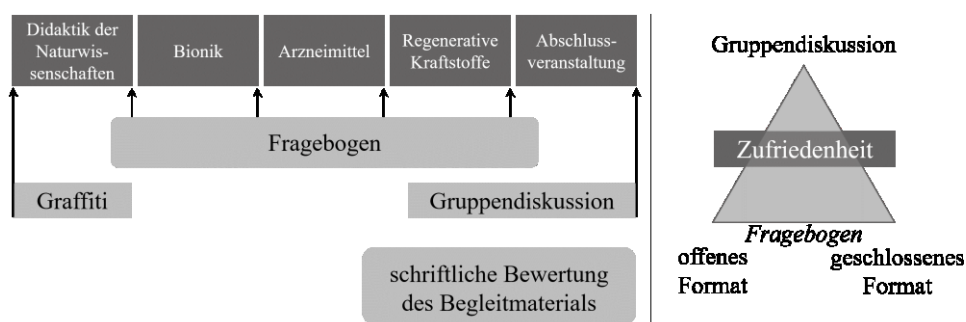 Didaktik der
Naturwis-
senschaften
Bionik
Arzneimittel
Regenerative
Kraftstoffe
Abschluss-
veranstaltung
Fragebogen
Graffiti
Gruppendiskussion
schriftliche Bewertung
des Begleitmaterials
Gruppendiskussion
Zufriedenheit
Fragebogen
offenes
Format
geschlossenes
Format